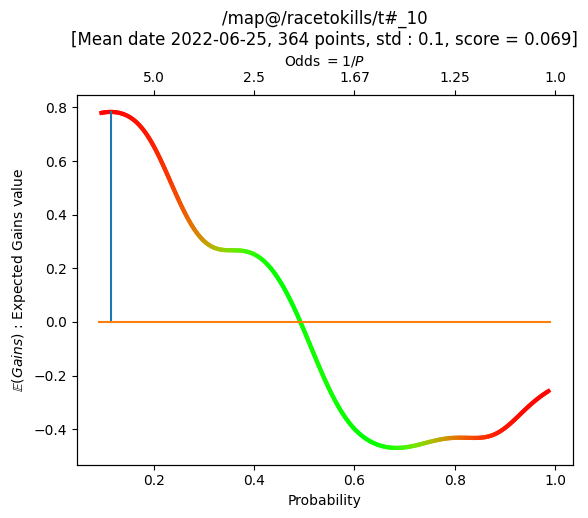 /map@/racetokills/t#_10
[Mean date 2022-06-25, 364 points, std : 0.1, score = 0.069]
Odds = 1/P
5.0 2.5 1.67 1.25 1.0
0.8
0.6
0.4
0.2
0.0
−0.2
−0.4
𝔼(Gains) : Expected Gains value
0.2 0.4 0.6 0.8 1.0
Probability